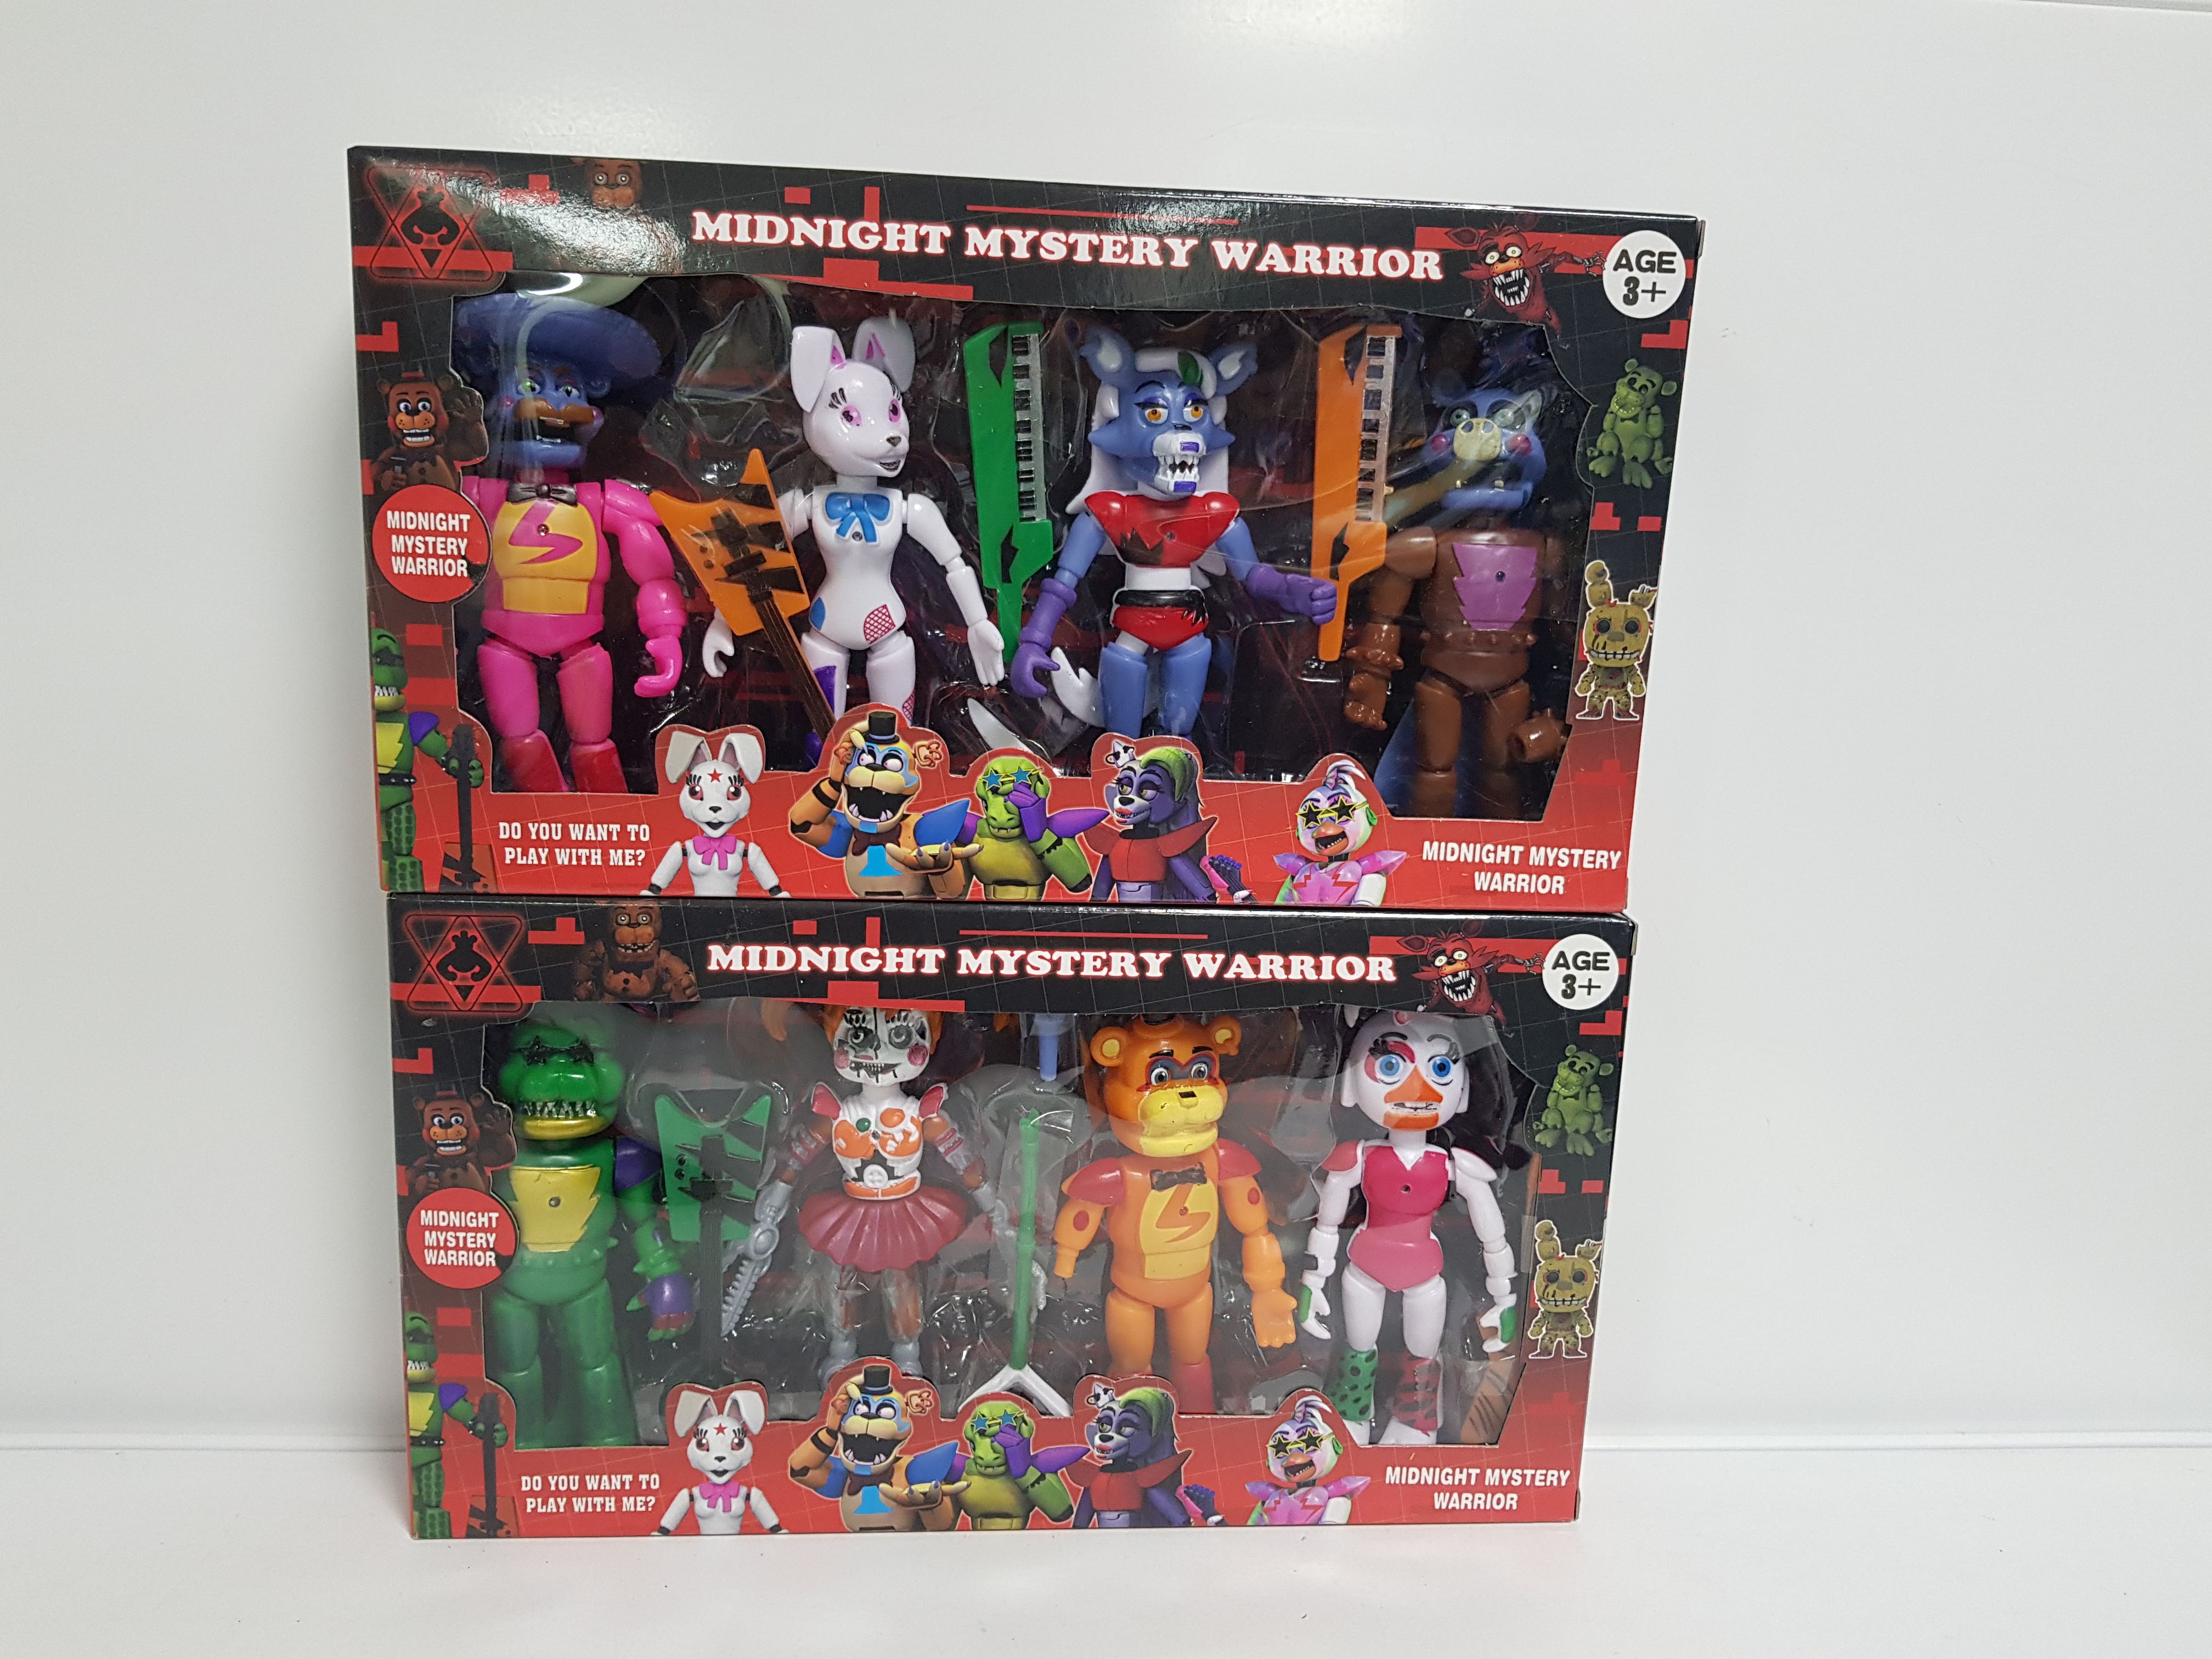 MIDNIGHT MYSTERY WARRIOR
AGE
3+
MIDNIGHT
MYSTERY
WARRIOR
DO YOU WANT TO
PLAY WITH ME?
MIDNIGHT MYSTERY
WARRIOR
MIDNIGHT MYSTERY WARRIOR
AGE
3+
MIDNIGHT
MYSTERY
WARRIOR
DO YOU WANT TO
PLAY WITH ME?
MIDNIGHT MYSTERY
WARRIOR